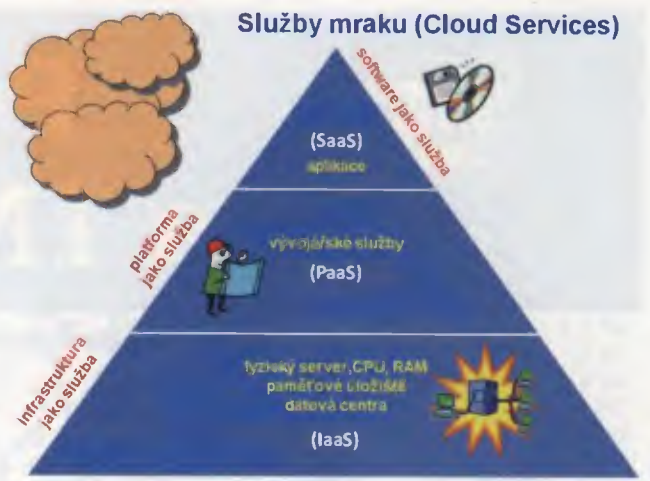 Služby mraku (Cloud Services)
software jako služba
(SaaS)
aplikace
platforma
jako služba
vývojářské služby
(PaaS)
Infrastruktura
jako služba
fyzický server,CPU, RAM
paměťové úložiště
datová centra
(IaaS)